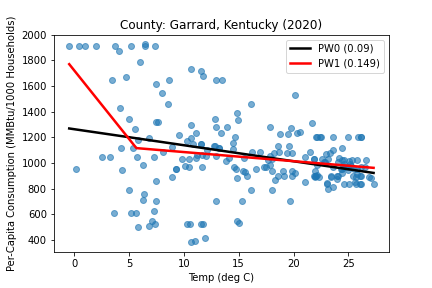 County: Garrard, Kentucky (2020)
Per-Capita Consumption (MMBtu/1000 Households)
2000
1800
1600
1400
1200
1000
800
600
400
PW0 (0.09)
PW1 (0.149)
0 5 10 15 20 25
Temp (deg C)